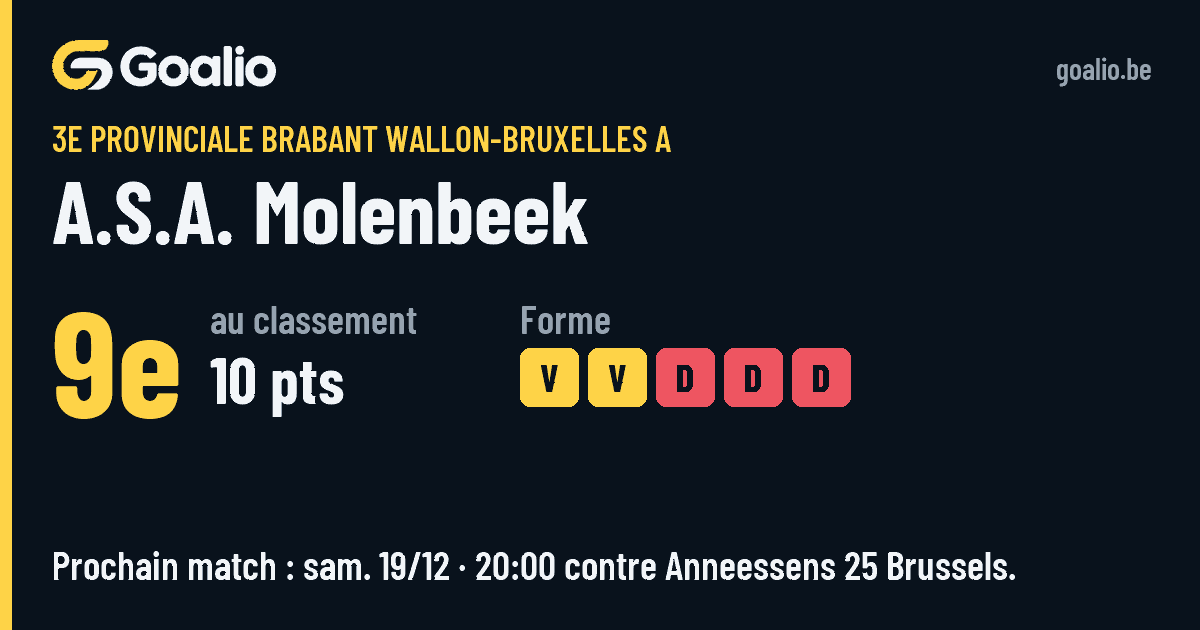 Goalio
goalio.be
3E PROVINCIALE BRABANT WALLON-BRUXELLES A
A.S.A. Molenbeek
9e
au classement
10 pts
Forme
V V D D D
Prochain match : sam. 19/12 · 20:00 contre Anneessens 25 Brussels.